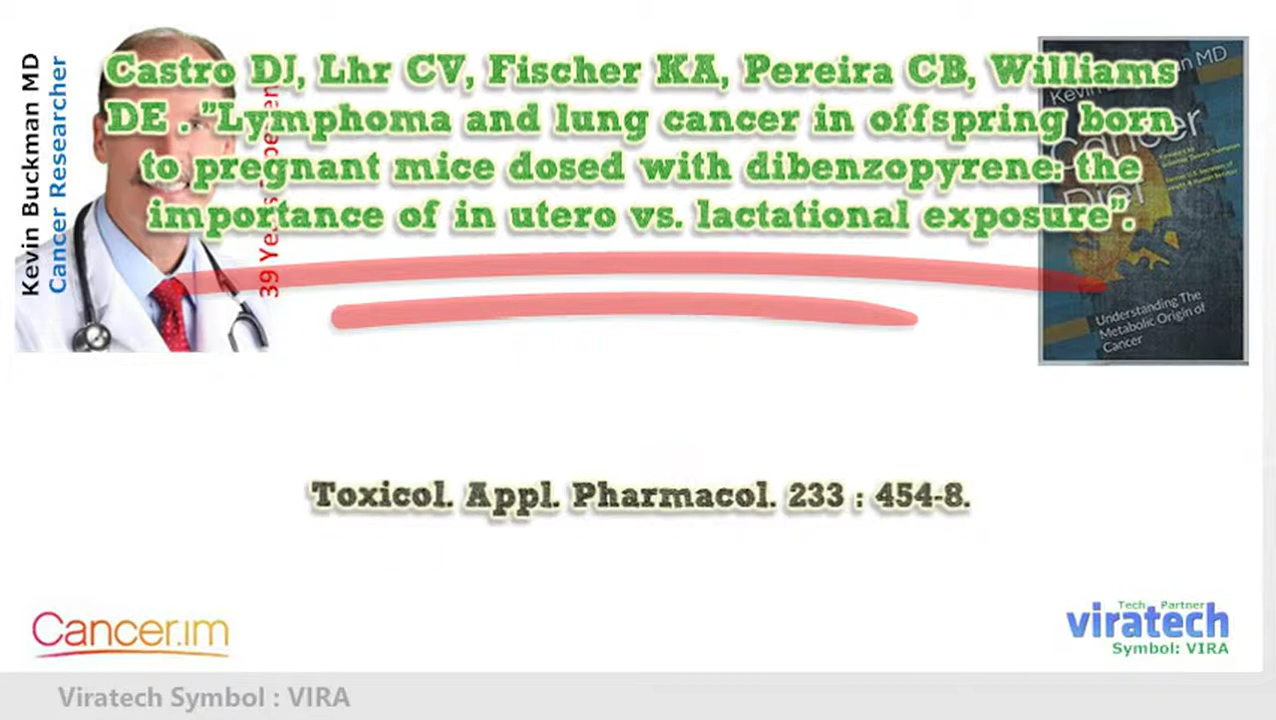 Kevin Buckman MD
Cancer Researcher
39 Ye
Castro DJ, Lhr CV, Fischer KA, Pereira CB, Williams
DE ."Lymphoma and lung cancer in offspring born
to pregnant mice dosed with dibenzopyrene: the
importance of in utero vs. lactational exposure".
MD
Understanding The
Metabolic Origin of
Cancer
Toxicol. Appl. Pharmacol. 233 : 454-8.
Cancer.im
Tech Partner
viratech
Symbol: VIRA
Viratech Symbol : VIRA